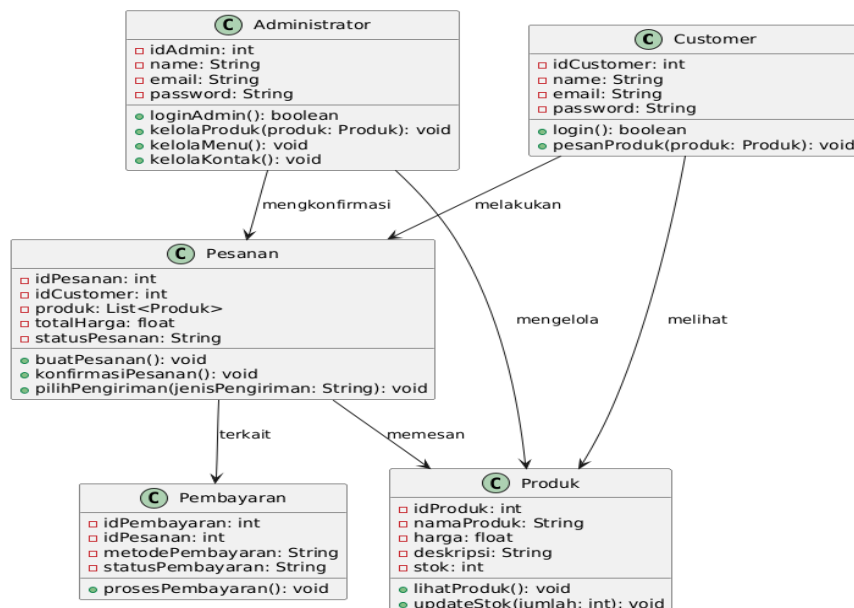 C Administrator
idAdmin: int
name: String
email: String
password: String
loginAdmin(): boolean
kelolaProduk(produk: Produk): void
kelolaMenu(): void
kelolaKontak(): void
C Customer
idCustomer: int
name: String
email: String
password: String
login(): boolean
pesanProduk(produk: Produk): void
mengkonfirmasi
melakukan
C Pesanan
idPesanan: int
idCustomer: int
produk: List<Produk>
totalHarga: float
statusPesanan: String
buatPesanan(): void
konfirmasiPesanan(): void
pilihPengiriman(jenisPengiriman: String): void
mengelola
melihat
terkait
memesan
C Pembayaran
idPembayaran: int
idPesanan: int
metodePembayaran: String
statusPembayaran: String
prosesPembayaran(): void
C Produk
idProduk: int
namaProduk: String
harga: float
deskripsi: String
stok: int
lihatProduk(): void
updateStok(jumlah: int): void